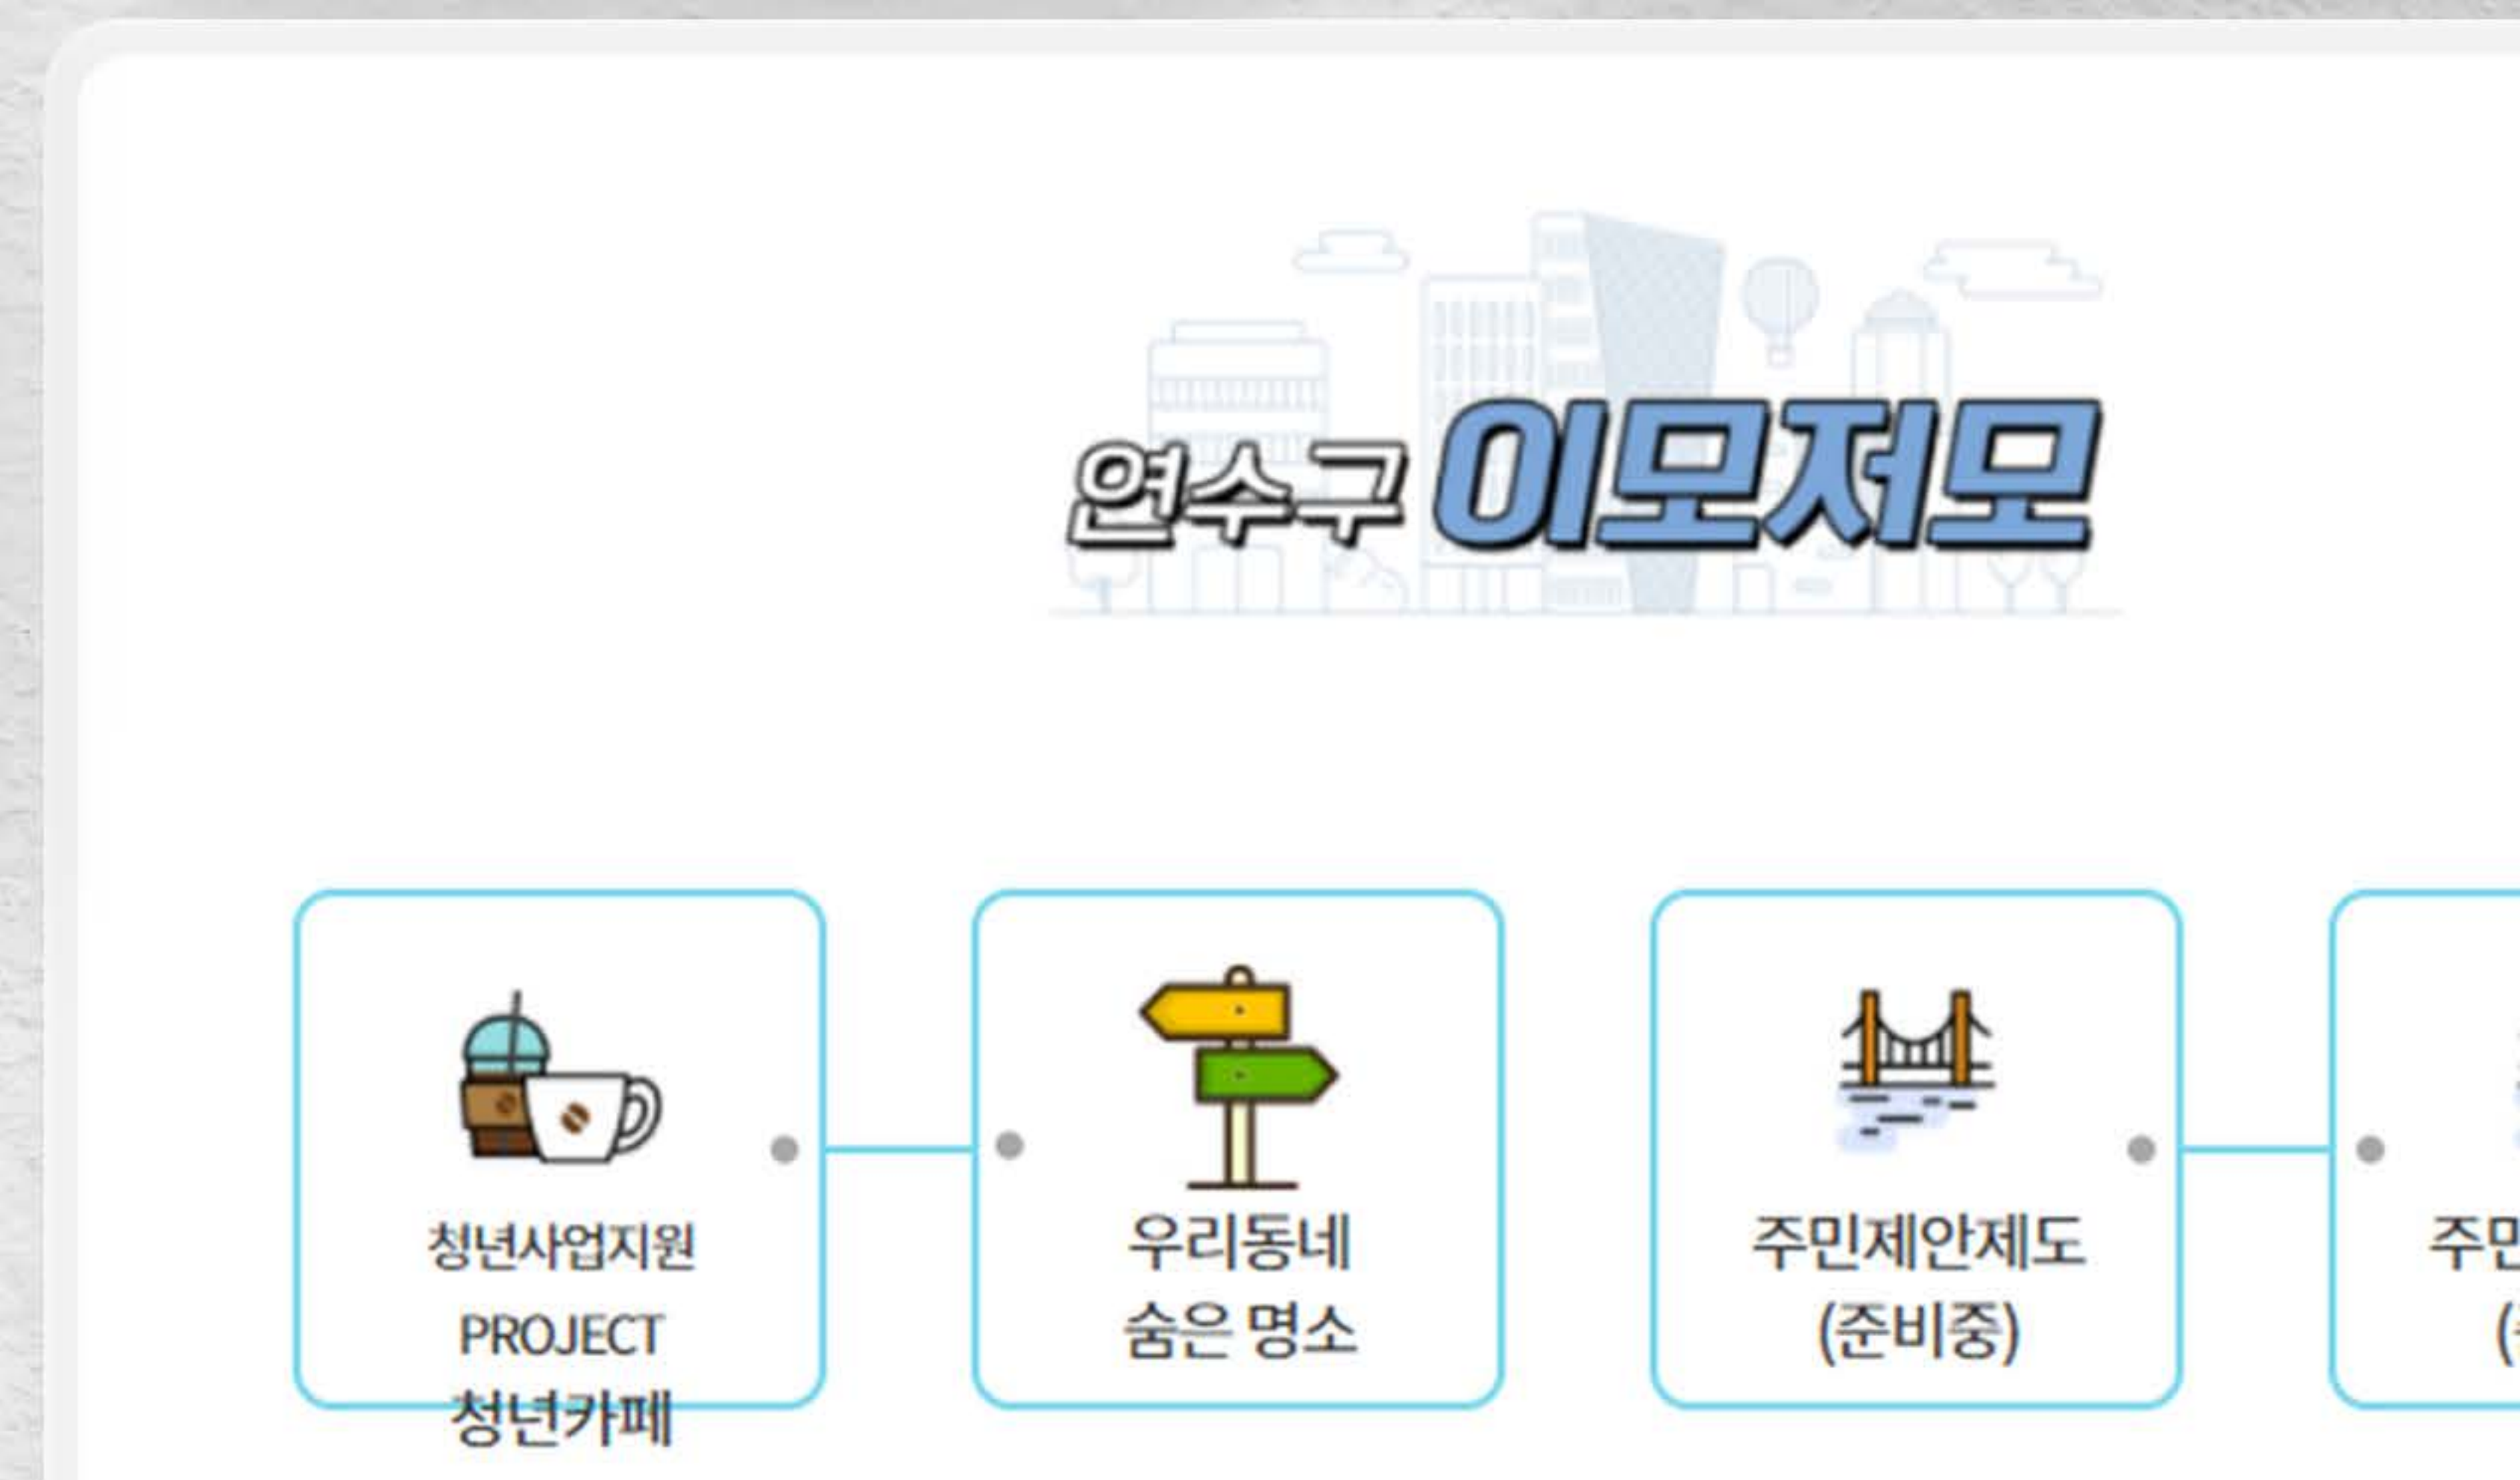 연수구 이모저모
청년사업지원
PROJECT
청년카페
우리동네
숨은 명소
주민제안제도
(준비중)